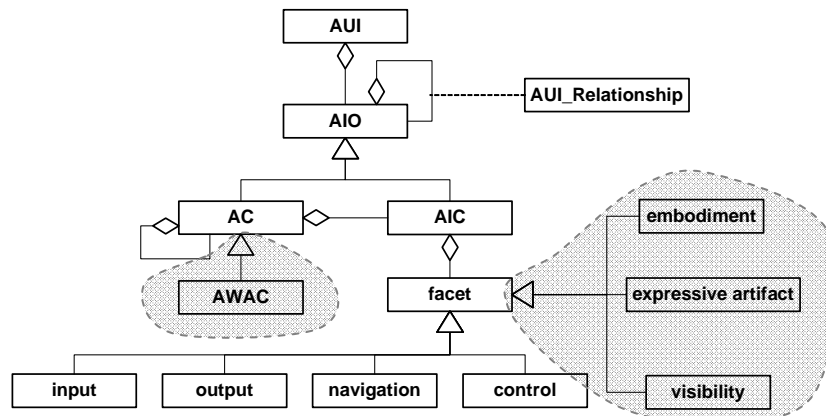 AUI
AUI_Relationship
AIO
AC
AIC
embodiment
AWAC
facet
expressive artifact
input
output
navigation
control
visibility